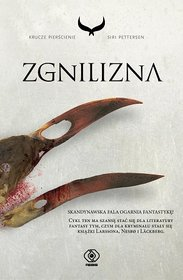 KRUCZE PIERŚCIENIE
SIRI PETTERSEN
ZGNILIZNA
SKANDYNAWSKA FALA OGARNIA FANTASTYKĘ!
CYKL TEN MA SZANSĘ STAĆ SIĘ DLA LITERATURY
FANTASY TYM, CZYM DLA KRYMINAŁU STAŁY SIĘ
KSIĄŻKI LARSSONA, NESBØ I LÄCKBERG.